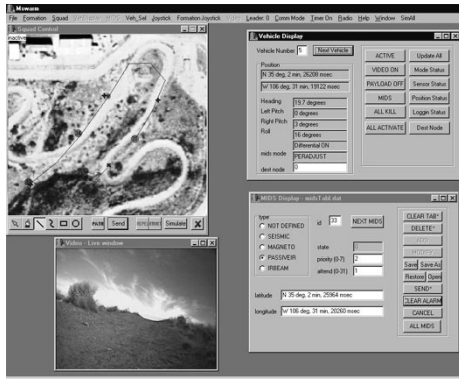 Mowarm
File Formation Squad Joystick Formation Joystick Leader: 0 Comm Mode Timer On Radio Help Window SimAll
Squad Control
inactive
PATH Send Simulate
Video - Live window
Vehicle Display
Vehicle Number 5 Next Vehicle
Position
N 35 deg, 2 min, 26208 msec
W 106 deg, 31 min, 19122 msec
Heading 19.7 degrees
Left Pitch 0 degrees
Right Pitch 3 degrees
Roll 16 degrees
Differential ON
mids mode PERADJUST
dest node 0
ACTIVE Update All
VIDEO ON Mode Status
PAYLOAD OFF Sensor Status
MIDS Position Status
ALL KILL Loggin Status
ALL ACTIVATE Dest Node
MIDS Display - midsTabl.dat
type
NOT DEFINED
SEISMIC
MAGNETO
PASSIVEIR
IRBEAM
id 33 NEXT MIDS
state
priority (0-7) 2
attend (0-31) 1
latitude N 35 deg, 2 min, 25964 msec
longitude W 106 deg, 31 min, 20260 msec
CLEAR TAB*
DELETE*
Save Save As
Restore Open
SEND*
CLEAR ALARM
CANCEL
ALL MIDS